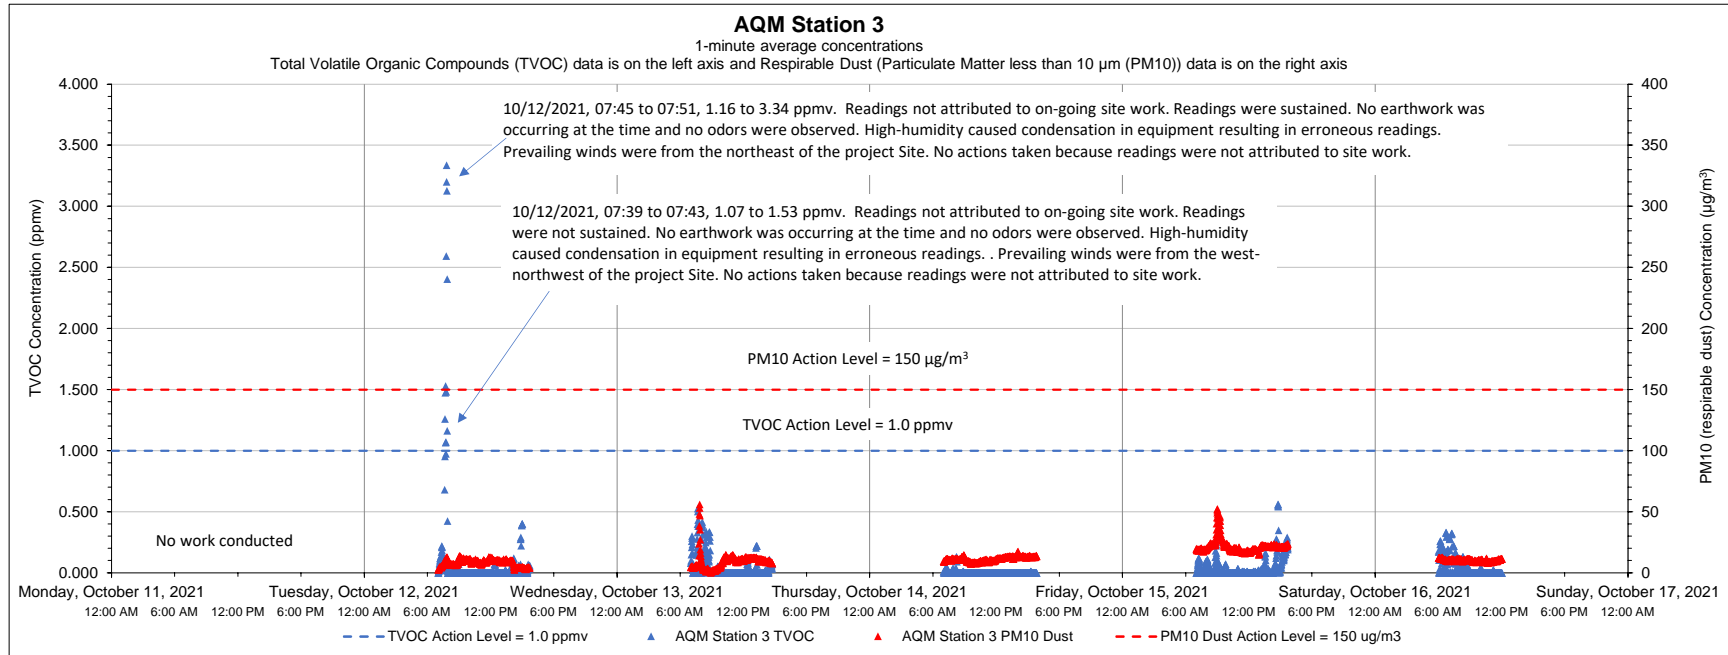 AQM Station 3
1-minute average concentrations
Total Volatile Organic Compounds (TVOC) data is on the left axis and Respirable Dust (Particulate Matter less than 10 µm (PM10)) data is on the right axis
4.000
3.500
3.000
2.500
2.000
1.500
1.000
0.500
0.000
TVOC Concentration (ppmv)
10/12/2021, 07:45 to 07:51, 1.16 to 3.34 ppmv.  Readings not attributed to on-going site work. Readings were sustained. No earthwork was
occurring at the time and no odors were observed. High-humidity caused condensation in equipment resulting in erroneous readings.
Prevailing winds were from the northeast of the project Site. No actions taken because readings were not attributed to site work.
10/12/2021, 07:39 to 07:43, 1.07 to 1.53 ppmv.  Readings not attributed to on-going site work. Readings
were not sustained. No earthwork was occurring at the time and no odors were observed. High-humidity
caused condensation in equipment resulting in erroneous readings. . Prevailing winds were from the west-
northwest of the project Site. No actions taken because readings were not attributed to site work.
PM10 Action Level = 150 µg/m³
TVOC Action Level = 1.0 ppmv
No work conducted
400
350
300
250
200
150
100
50
0
PM10 (respirable dust) Concentration (µg/m³)
Monday, October 11, 2021 Tuesday, October 12, 2021 Wednesday, October 13, 2021 Thursday, October 14, 2021 Friday, October 15, 2021 Saturday, October 16, 2021 Sunday, October 17, 2021
12:00 AM 6:00 AM 12:00 PM 6:00 PM 12:00 AM 6:00 AM 12:00 PM 6:00 PM 12:00 AM 6:00 AM 12:00 PM 6:00 PM 12:00 AM 6:00 AM 12:00 PM 6:00 PM 12:00 AM 6:00 AM 12:00 PM 6:00 PM 12:00 AM 6:00 AM 12:00 PM 6:00 PM 12:00 AM
TVOC Action Level = 1.0 ppmv AQM Station 3 TVOC AQM Station 3 PM10 Dust PM10 Dust Action Level = 150 ug/m3